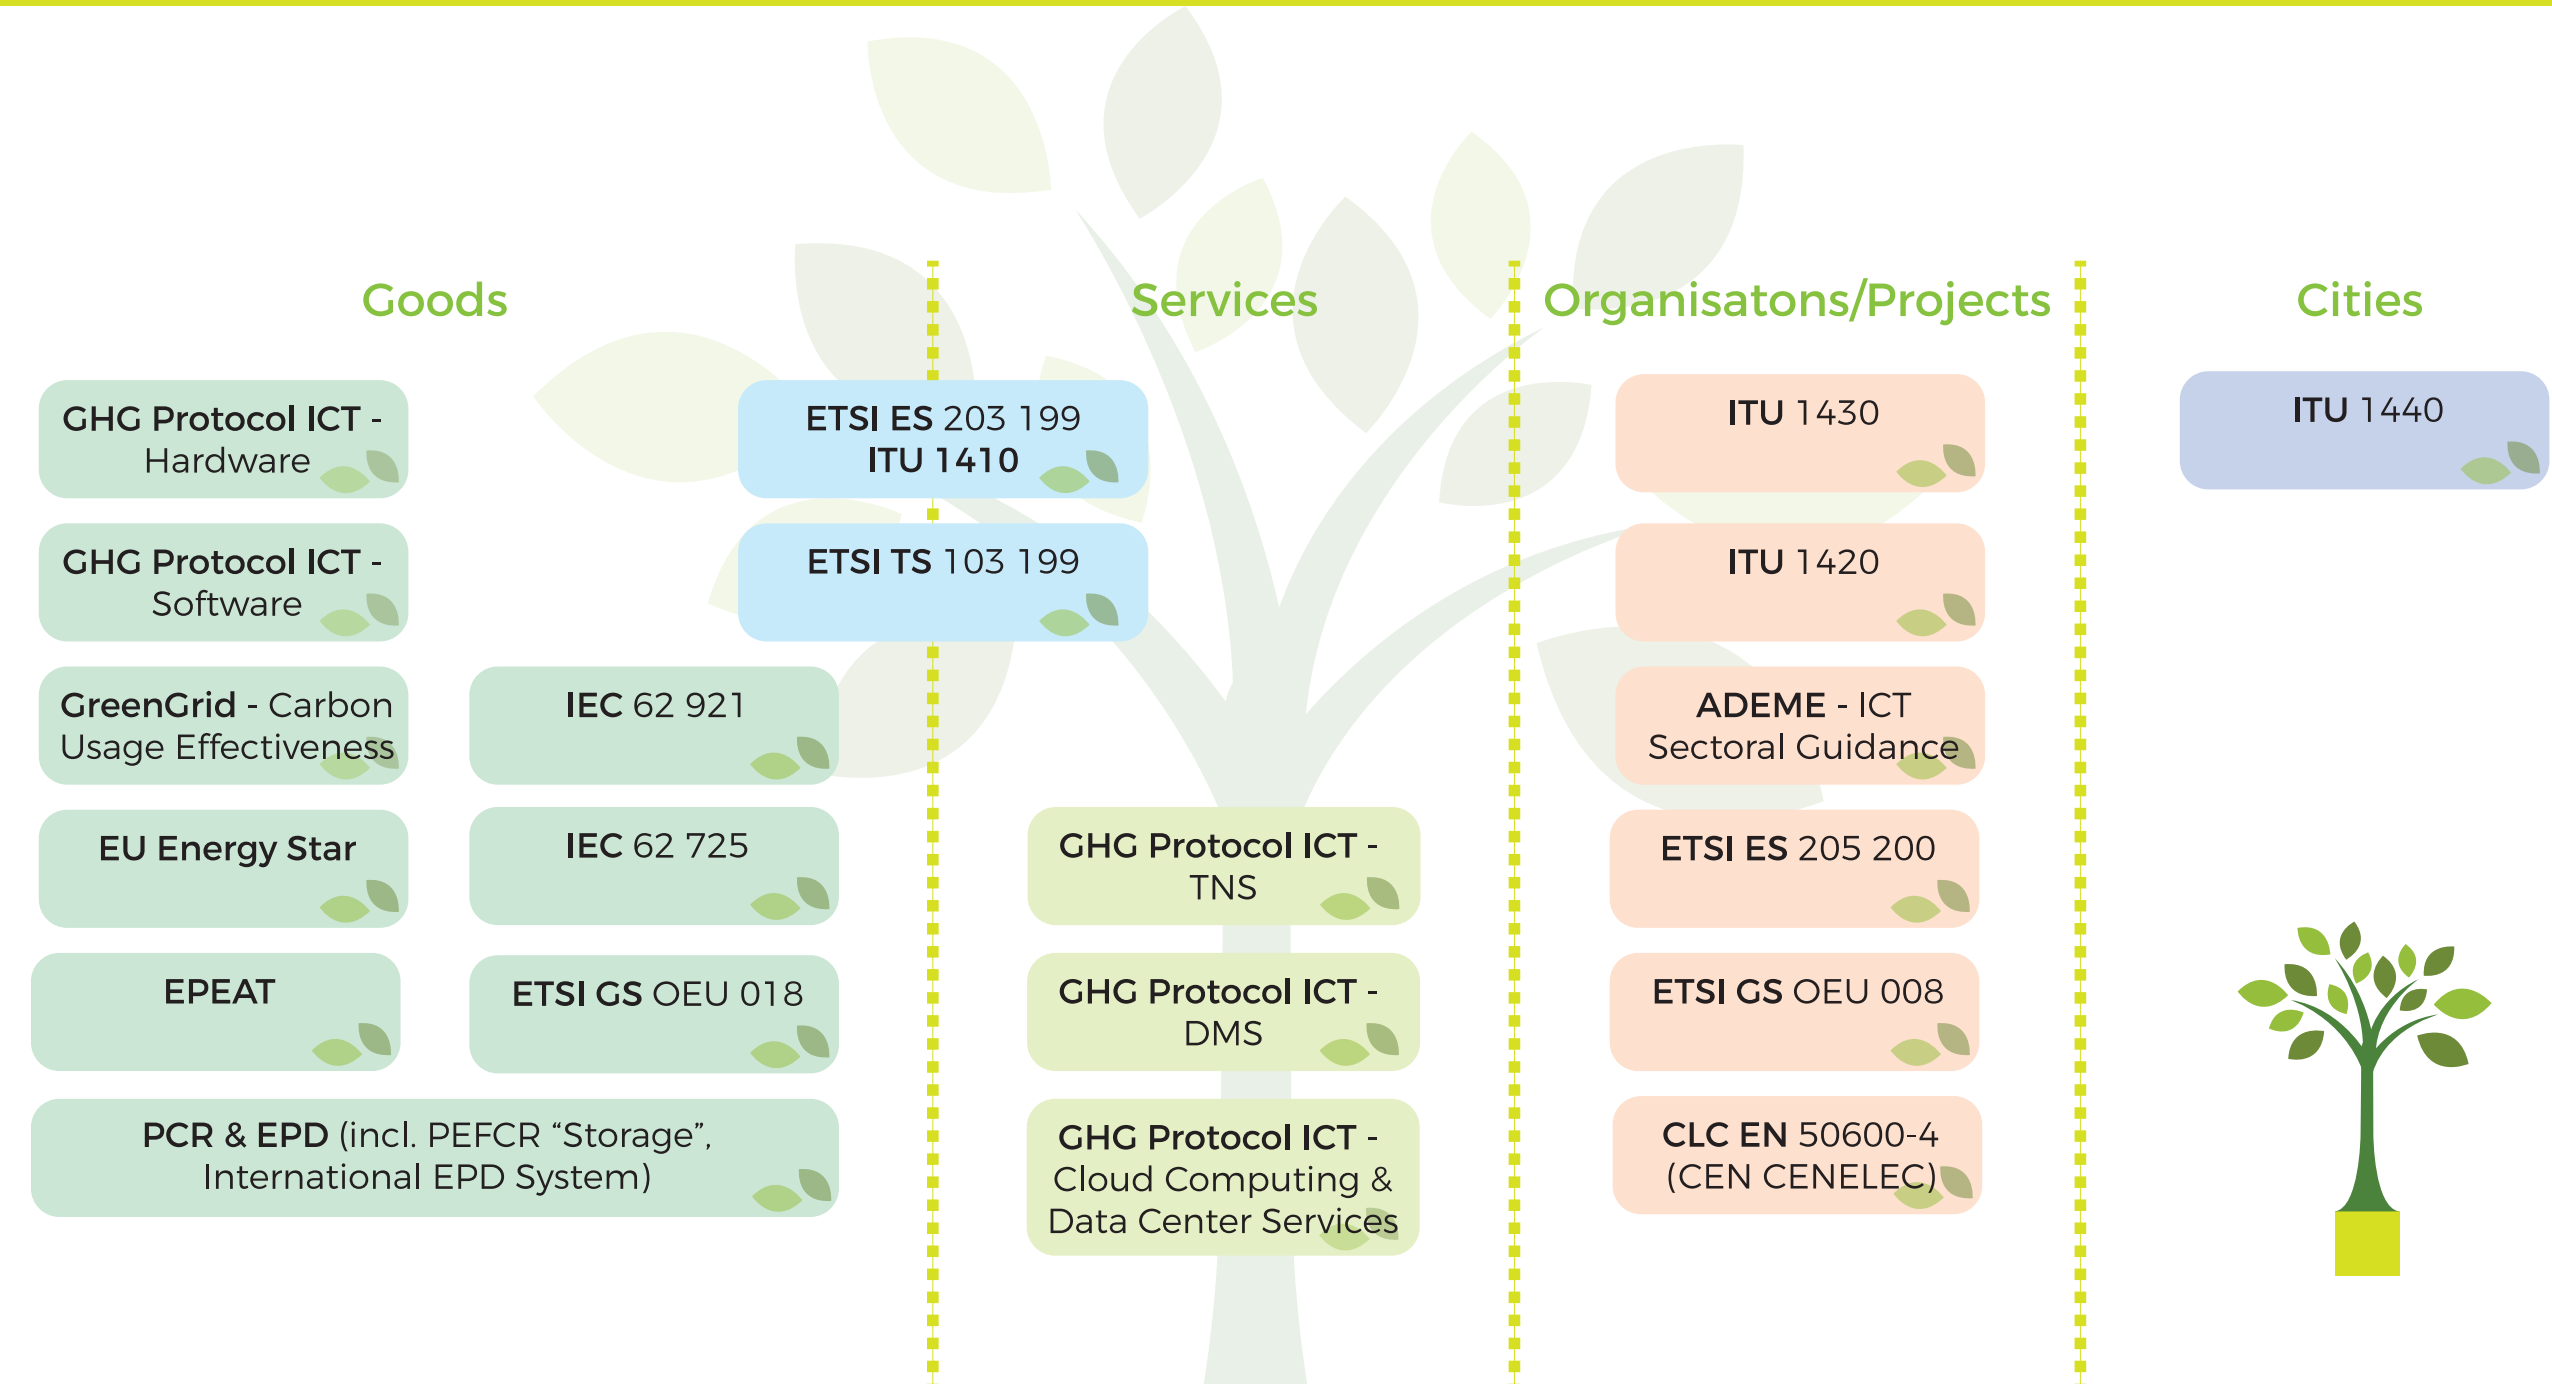 Goods
Services
Organisatons/Projects
Cities
GHG Protocol ICT -
Hardware
GHG Protocol ICT -
Software
GreenGrid - Carbon
Usage Effectiveness
EU Energy Star
EPEAT
IEC 62 921
IEC 62 725
ETSI GS OEU 018
PCR & EPD (incl. PEFCR “Storage”,
International EPD System)
ETSI ES 203 199
ITU 1410
ETSI TS 103 199
GHG Protocol ICT -
TNS
GHG Protocol ICT -
DMS
GHG Protocol ICT -
Cloud Computing &
Data Center Services
ITU 1430
ITU 1420
ADEME - ICT
Sectoral Guidance
ETSI ES 205 200
ETSI GS OEU 008
CLC EN 50600-4
(CEN CENELEC)
ITU 1440